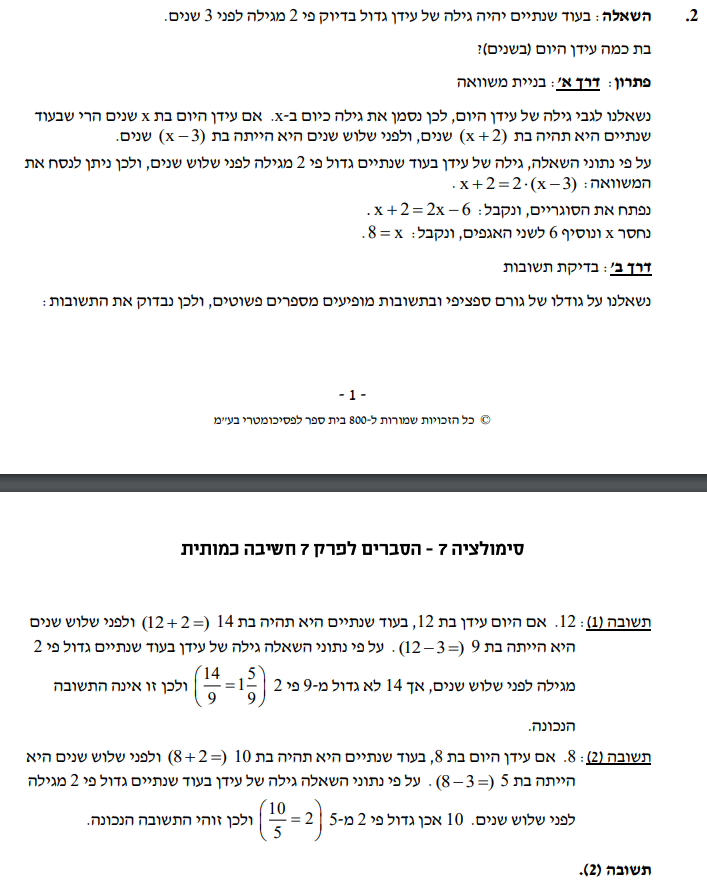 2. השאלה: בעוד שנתיים יהיה גילה של עידן גדול בדיוק פי 2 מגילה לפני 3 שנים.
בת כמה עידן היום (בשנים)?
פתרון: דרך א': בניית משוואה
נשאלנו לגבי גילה של עידן היום, לכן נסמן את גילה כיום ב-x. אם עידן היום בת x שנים הרי שבעוד
שנתיים היא תהיה בת (x + 2) שנים, ולפני שלוש שנים היא הייתה בת (x − 3) שנים.
על פי נתוני השאלה, גילה של עידן בעוד שנתיים גדול פי 2 מגילה לפני שלוש שנים, ולכן ניתן לנסח את
המשוואה: x + 2 = 2·(x − 3).
נפתח את הסוגריים, ונקבל: x + 2 = 2x − 6.
נחסר x ונוסיף 6 לשני האגפים, ונקבל: 8 = x.
דרך ב': בדיקת תשובות
נשאלנו על גודלו של גורם ספציפי ובתשובות מופיעים מספרים פשוטים, ולכן נבדוק את התשובות:
- 1 -
© כל הזכויות שמורות ל-800 בית ספר לפסיכומטרי בע״מ
סימולציה 7 - הסברים לפרק 7 חשיבה כמותית
תשובה (1): 12. אם היום עידן בת 12, בעוד שנתיים היא תהיה בת 14 (12 + 2 =) ולפני שלוש שנים
היא הייתה בת 9 (12 − 3 =). על פי נתוני השאלה גילה של עידן בעוד שנתיים גדול פי 2
מגילה לפני שלוש שנים, אך 14 לא גדול מ-9 פי 2 (14/9 = 1 5/9) ולכן זו אינה התשובה
הנכונה.
תשובה (2): 8. אם עידן היום בת 8, בעוד שנתיים היא תהיה בת 10 (8 + 2 =) ולפני שלוש שנים היא
הייתה בת 5 (8 − 3 =). על פי נתוני השאלה גילה של עידן בעוד שנתיים גדול פי 2 מגילה
לפני שלוש שנים. 10 אכן גדול פי 2 מ-5 (10/5 = 2) ולכן זוהי התשובה הנכונה.
תשובה (2).